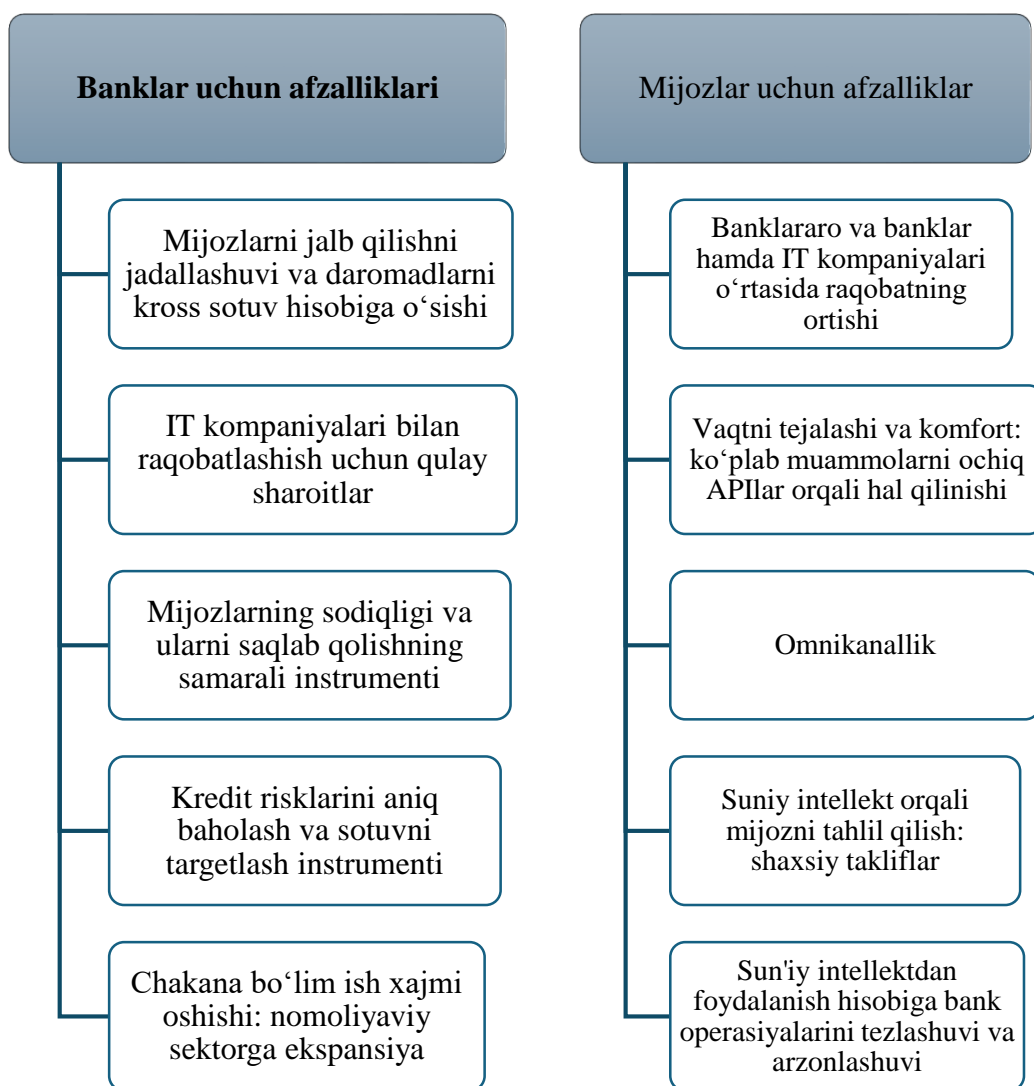 Banklar uchun afzalliklari
Mijozlarni jalb qilishni
jadallashuvi va daromadlarni
kross sotuv hisobiga o‘sishi
IT kompaniyalari bilan
raqobatlashish uchun qulay
sharoitlar
Mijozlarning sodiqligi va
ularni saqlab qolishning
samarali instrumenti
Kredit risklarini aniq
baholash va sotuvni
targetlash instrumenti
Chakana bo‘lim ish xajmi
oshishi: nomoliyaviy
sektorga ekspansiya
Mijozlar uchun afzalliklar
Banklararo va banklar
hamda IT kompaniyalari
o‘rtasida raqobatning
ortishi
Vaqtni tejalashi va komfort:
ko‘plab muammolarni ochiq
APIlar orqali hal qilinishi
Omnikanallik
Suniy intellekt orqali
mijozni tahlil qilish:
shaxsiy takliflar
Sun'iy intellektdan
foydalanish hisobiga bank
operasiyalarini tezlashuvi va
arzonlashuvi